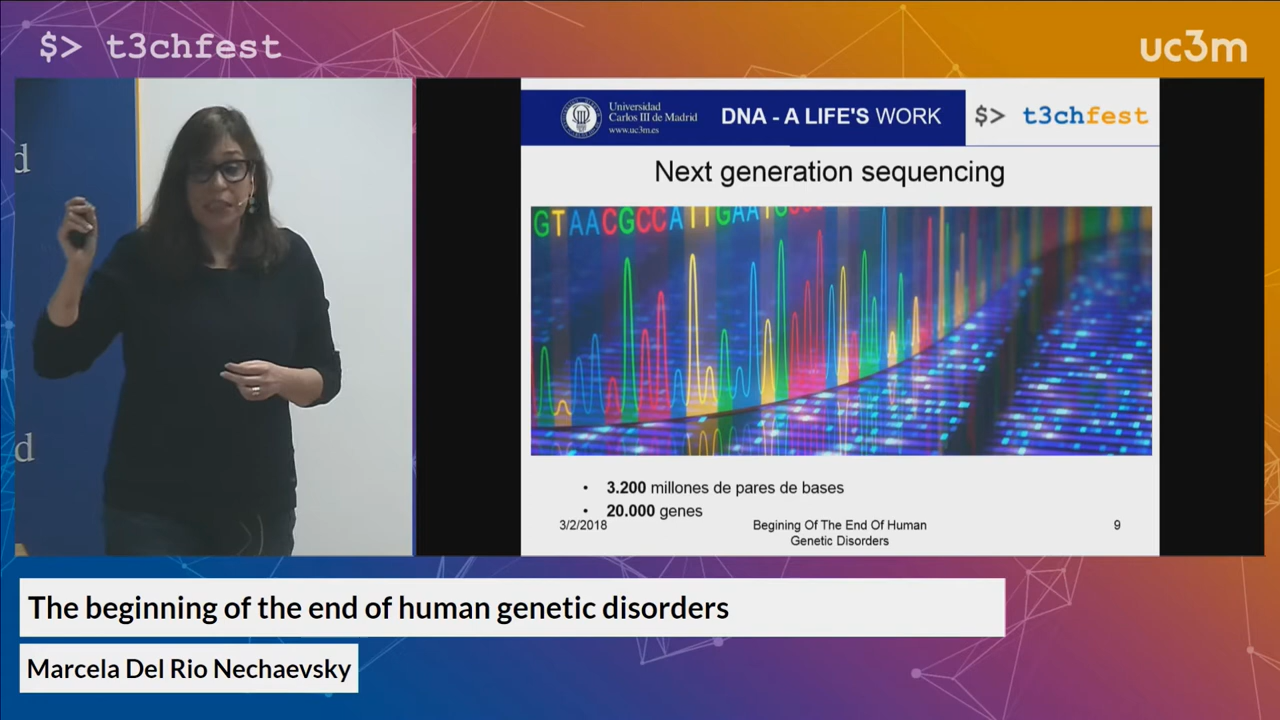 $> t3chfest
uc3m
d
d
Universidad
Carlos III de Madrid
www.uc3m.es
DNA - A LIFE'S WORK
$> t3chfest
Next generation sequencing
GTAACGCCATTGAAT
3.200 millones de pares de bases
20.000 genes
3/2/2018
Begining Of The End Of Human
Genetic Disorders
9
The beginning of the end of human genetic disorders
Marcela Del Rio Nechaevsky